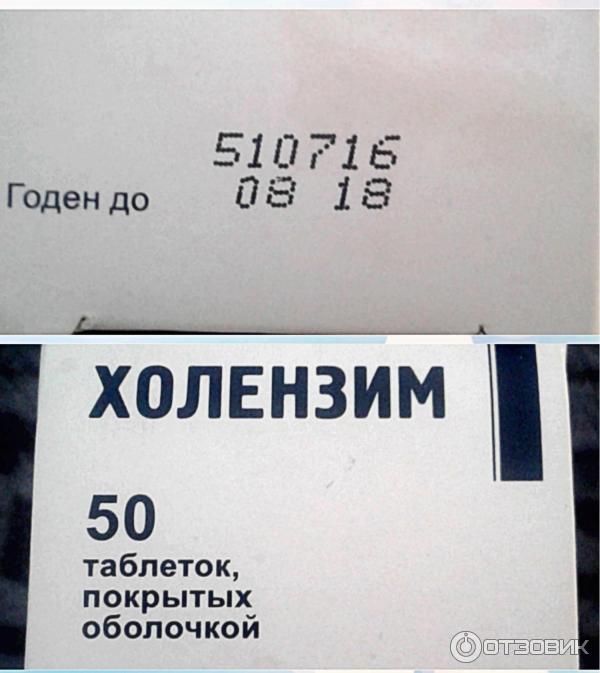 510716
Годен до 08 18
ХОЛЕНЗИМ
50
таблеток,
покрытых
оболочкой
ОТЗОВИК